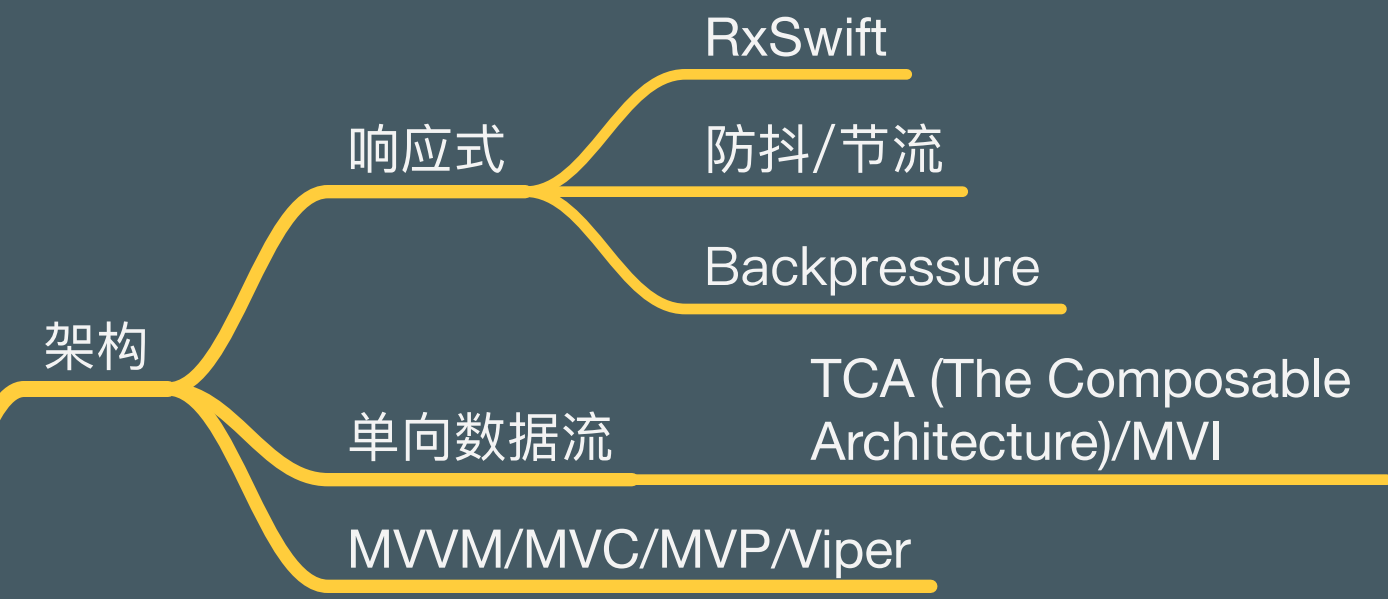 RxSwift
响应式
防抖/节流
Backpressure
架构
TCA (The Composable
Architecture)/MVI
单向数据流
MVVM/MVC/MVP/Viper